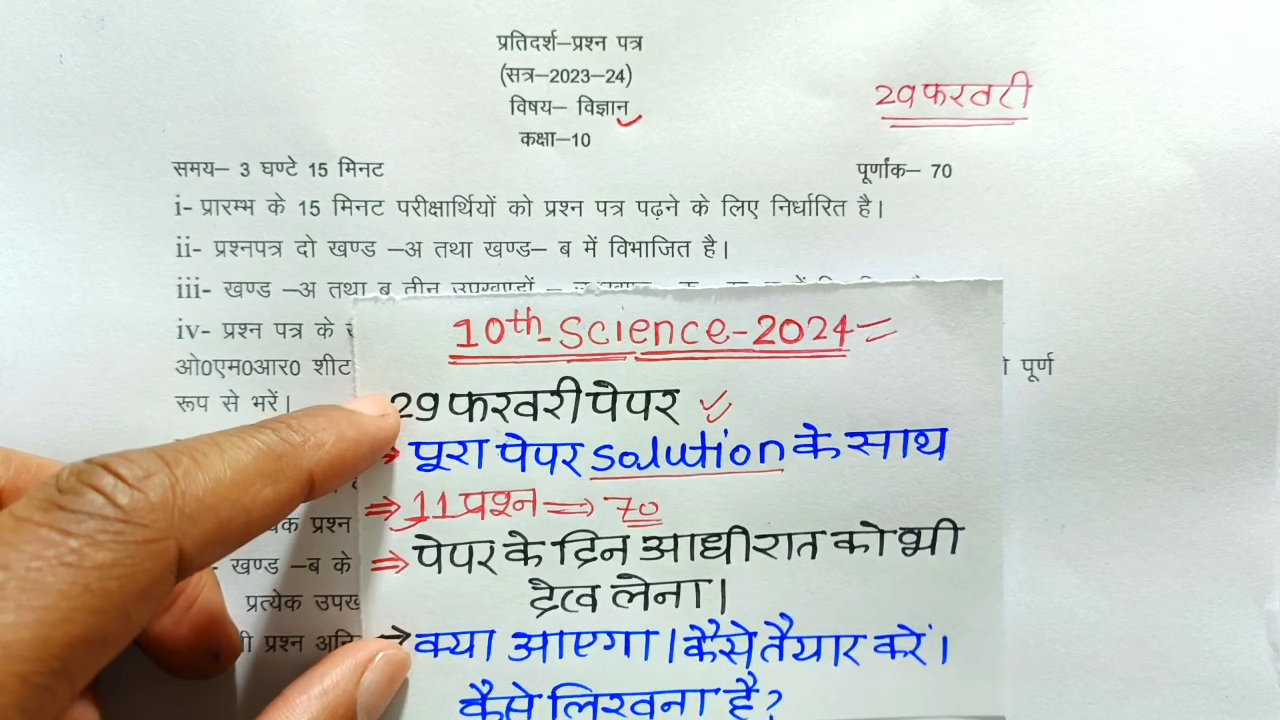 प्रतिदर्श–प्रश्न पत्र
(सत्र–2023–24)
विषय– विज्ञान
कक्षा–10
29 फरवरी
समय– 3 घण्टे 15 मिनट
पूर्णांक– 70
i- प्रारम्भ के 15 मिनट परीक्षार्थियों को प्रश्न पत्र पढ़ने के लिए निर्धारित है।
ii- प्रश्नपत्र दो खण्ड –अ तथा खण्ड– ब में विभाजित है।
iii- खण्ड –अ तथा ब तीन उपखण्डों –
iv- प्रश्न पत्र के
ओ0एम0आर0 शीट
पूर्ण
रूप से भरें।
प्रश्न
खण्ड –ब के
प्रत्येक
प्रश्न
10th Science-2024
29 फरवरी पेपर
पूरा पेपर solution के साथ
⇒ 11 प्रश्न ⇒ 70
⇒ पेपर के दिन आधी रात को भी
देख लेना।
→ क्या आएगा। कैसे तैयार करें।
कैसे लिखना है?